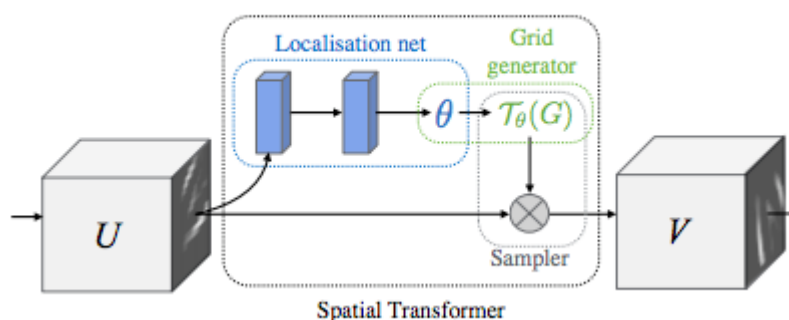 Localisation net
Grid
generator
θ
𝒯θ(G)
U
V
Sampler
Spatial Transformer